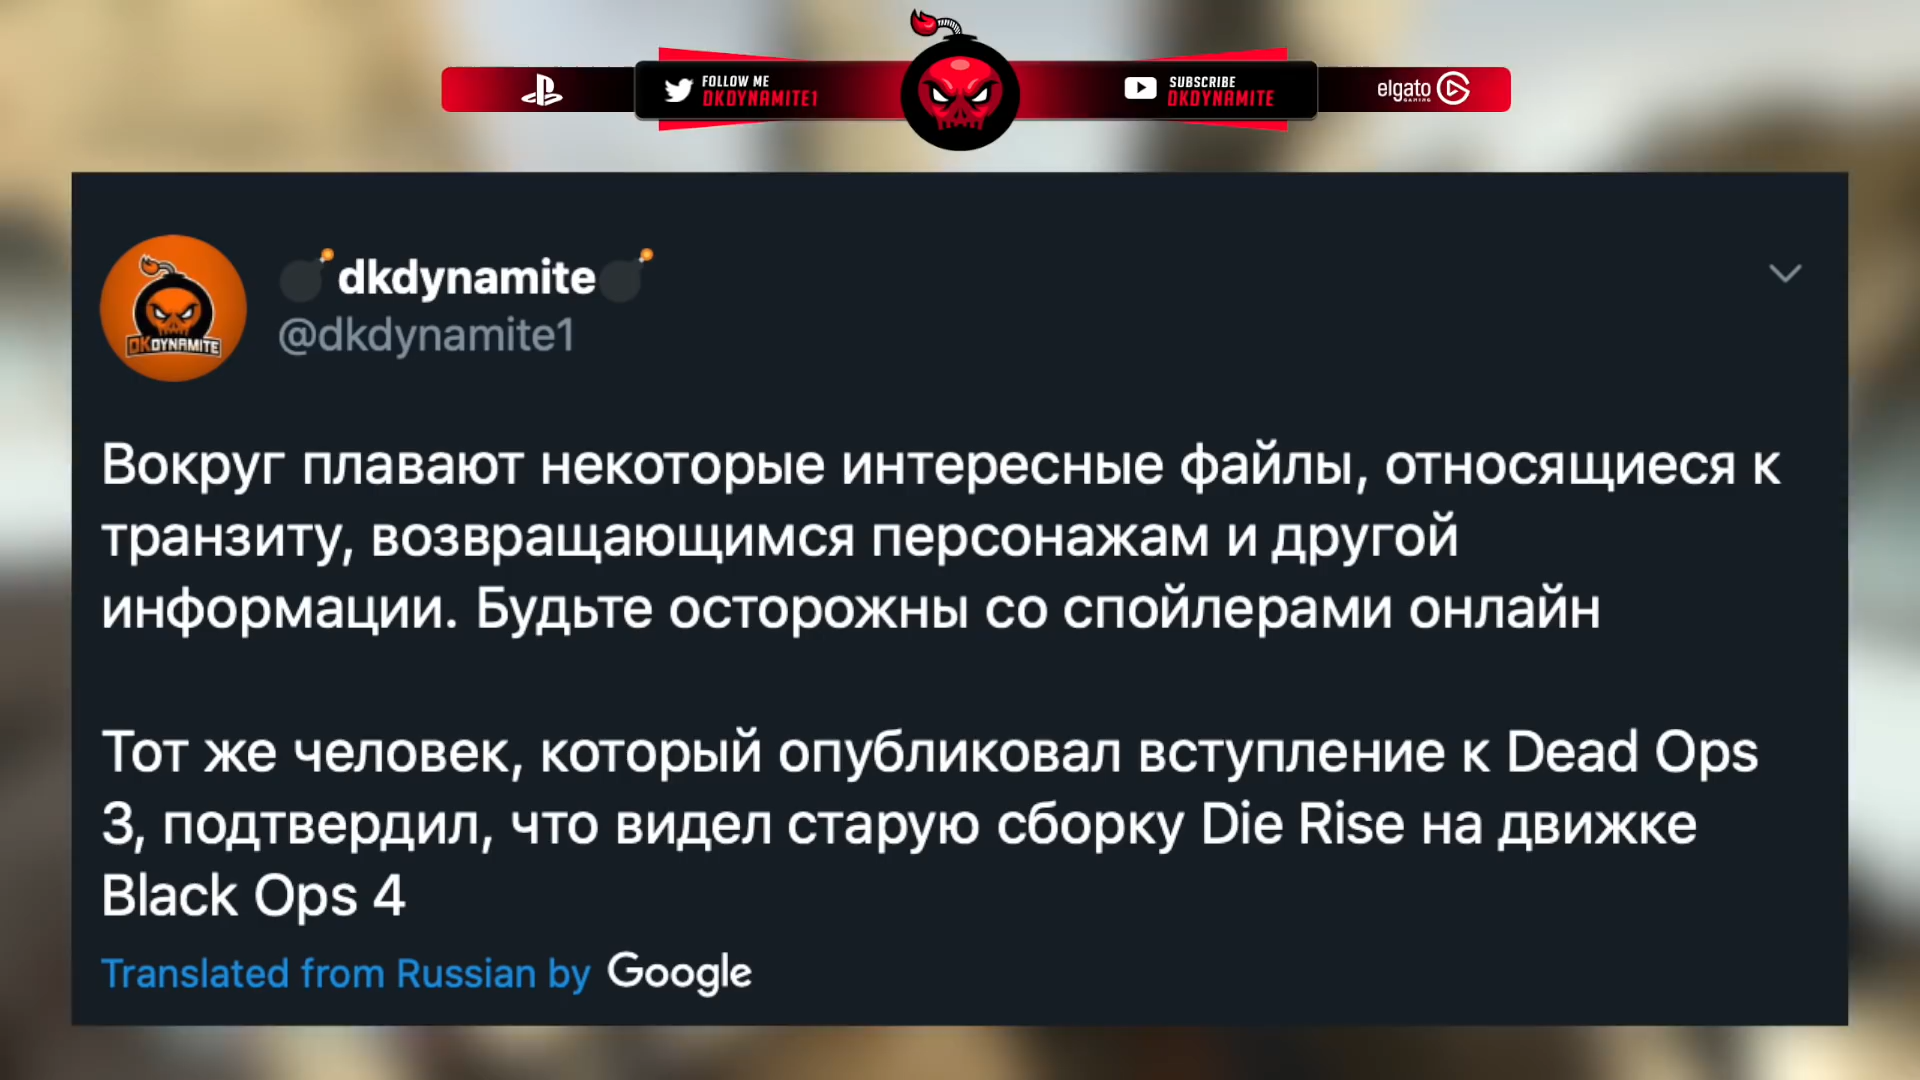 FOLLOW ME
DKDYNAMITE1
SUBSCRIBE
DKDYNAMITE
elgato
GAMING
dkdynamite
@dkdynamite1
DKDYNAMITE
Вокруг плавают некоторые интересные файлы, относящиеся к
транзиту, возвращающимся персонажам и другой
информации. Будьте осторожны со спойлерами онлайн
Тот же человек, который опубликовал вступление к Dead Ops
3, подтвердил, что видел старую сборку Die Rise на движке
Black Ops 4
Translated from Russian by Google